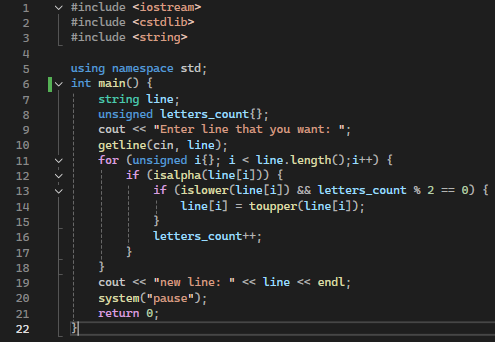 1 #include <iostream>
2 #include <cstdlib>
3 #include <string>
4
5 using namespace std;
6 int main() {
7     string line;
8     unsigned letters_count{};
9     cout << "Enter line that you want: ";
10     getline(cin, line);
11     for (unsigned i{}; i < line.length();i++) {
12         if (isalpha(line[i])) {
13             if (islower(line[i]) && letters_count % 2 == 0) {
14                 line[i] = toupper(line[i]);
15             }
16             letters_count++;
17         }
18     }
19     cout << "new line: " << line << endl;
20     system("pause");
21     return 0;
22 }